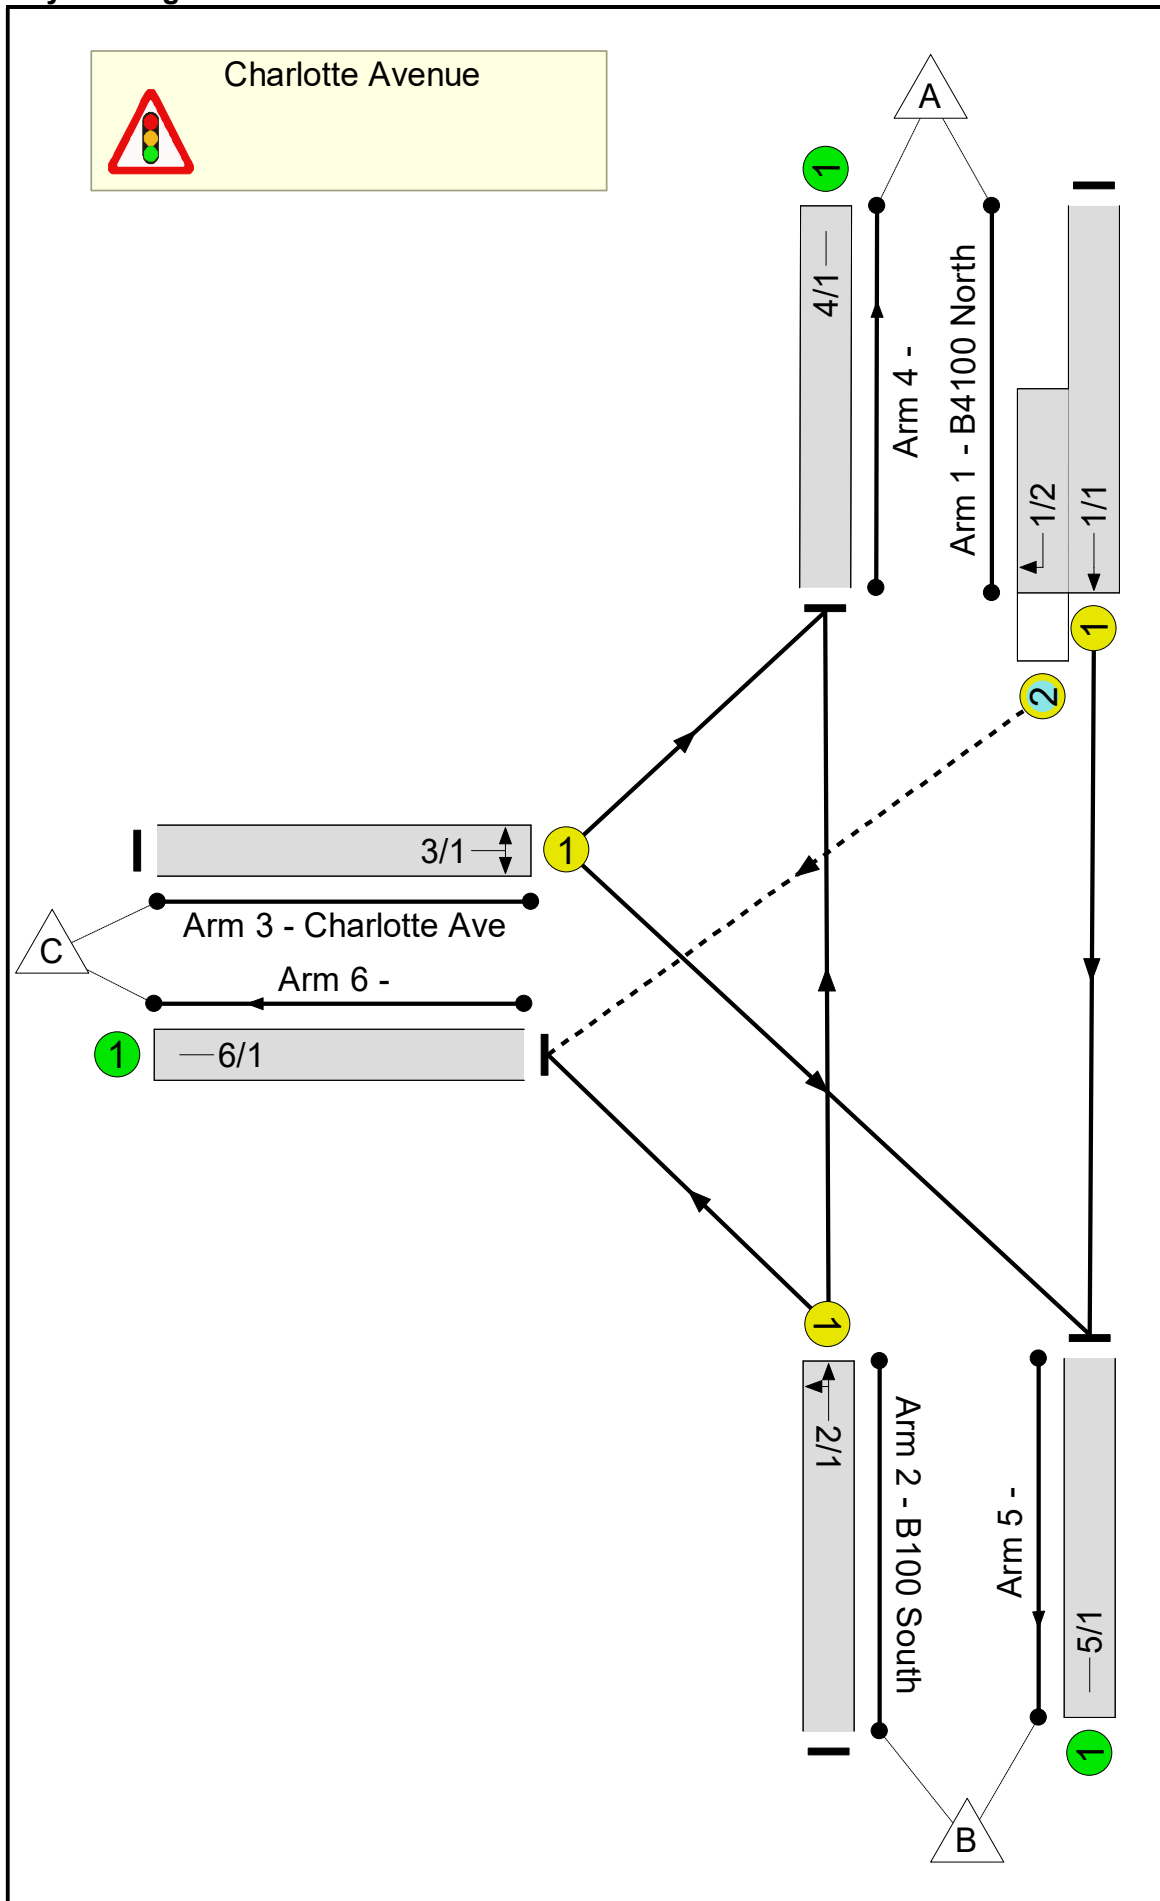 Charlotte Avenue
A
1
4/1
Arm 4 -
Arm 1 - B4100 North
1/2
1/1
1
2
3/1
1
Arm 3 - Charlotte Ave
C
Arm 6 -
1
6/1
1
2/1
Arm 2 - B100 South
Arm 5 -
5/1
1
B